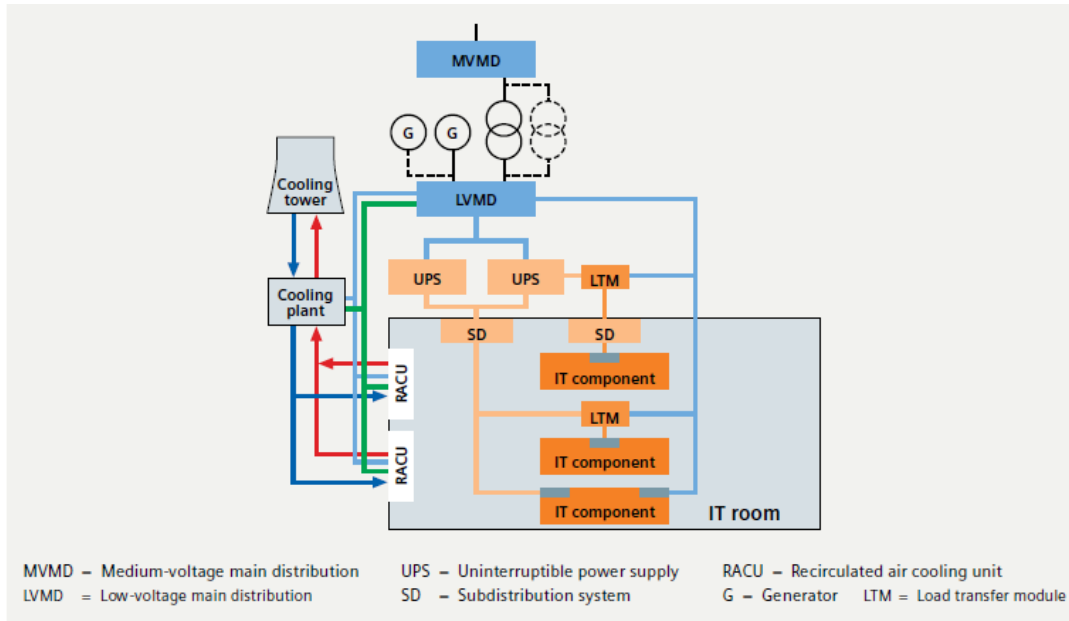 MVMD
G
G
Cooling
tower
LVMD
UPS
UPS
LTM
Cooling
plant
SD
SD
RACU
IT component
LTM
RACU
IT component
IT component
IT room
MVMD – Medium-voltage main distribution
UPS – Uninterruptible power supply
RACU – Recirculated air cooling unit
LVMD = Low-voltage main distribution
SD – Subdistribution system
G – Generator LTM = Load transfer module